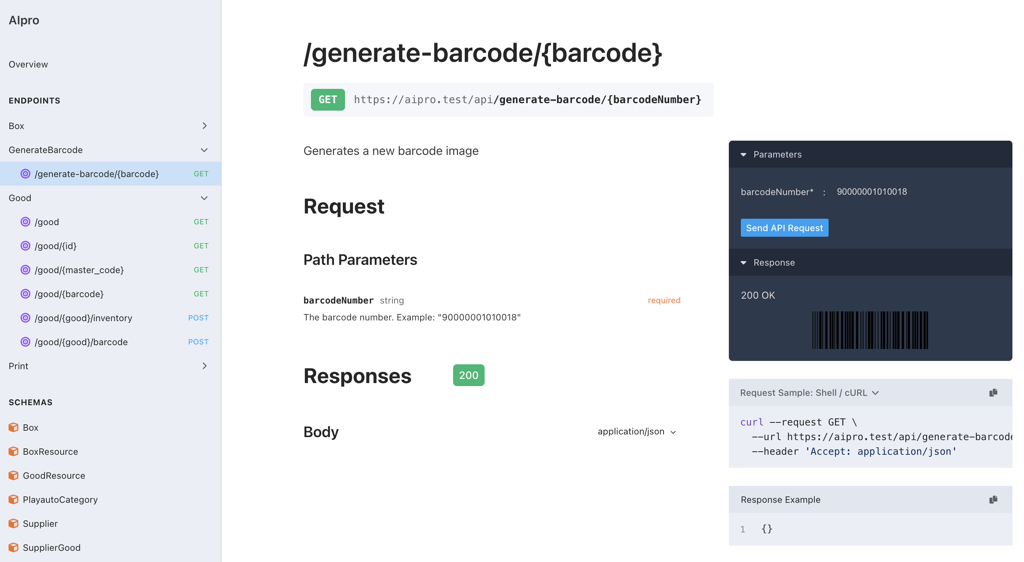 AIpro
Overview
ENDPOINTS
Box
GenerateBarcode
/generate-barcode/{barcode} GET
Good
/good GET
/good/{id} GET
/good/{master_code} GET
/good/{barcode} GET
/good/{good}/inventory POST
/good/{good}/barcode POST
Print
SCHEMAS
Box
BoxResource
GoodResource
PlayautoCategory
Supplier
SupplierGood
/generate-barcode/{barcode}
GET https://aipro.test/api/generate-barcode/{barcodeNumber}
Generates a new barcode image
Request
Path Parameters
barcodeNumber string required
The barcode number. Example: "90000001010018"
Responses 200
Body application/json
Parameters
barcodeNumber* : 90000001010018
Send API Request
Response
200 OK
Request Sample: Shell / cURL
curl --request GET \
--url https://aipro.test/api/generate-barcode
--header 'Accept: application/json'
Response Example
1 {}